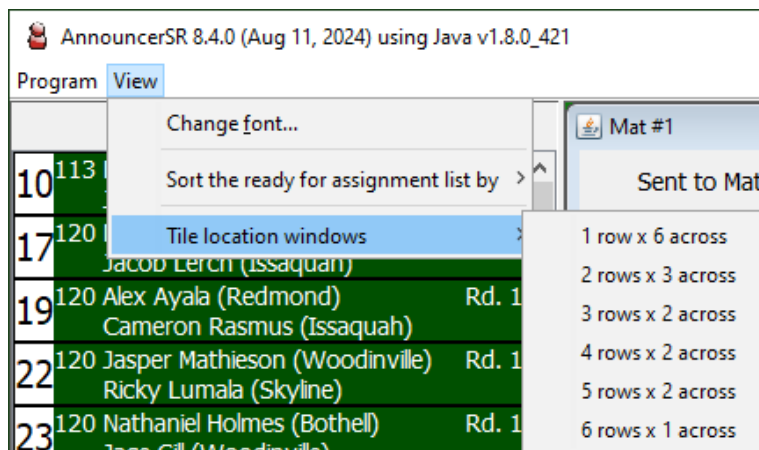 AnnouncerSR 8.4.0 (Aug 11, 2024) using Java v1.8.0_421
Program View
Change font...
Mat #1
10 113
Sort the ready for assignment list by >
Sent to Mat
17 120
Tile location windows
Jacob Lerch (Issaquah)
1 row x 6 across
2 rows x 3 across
3 rows x 2 across
4 rows x 2 across
5 rows x 2 across
6 rows x 1 across
19 120 Alex Ayala (Redmond) Rd. 1
Cameron Rasmus (Issaquah)
22 120 Jasper Mathieson (Woodinville) Rd. 1
Ricky Lumala (Skyline)
23 120 Nathaniel Holmes (Bothell) Rd. 1